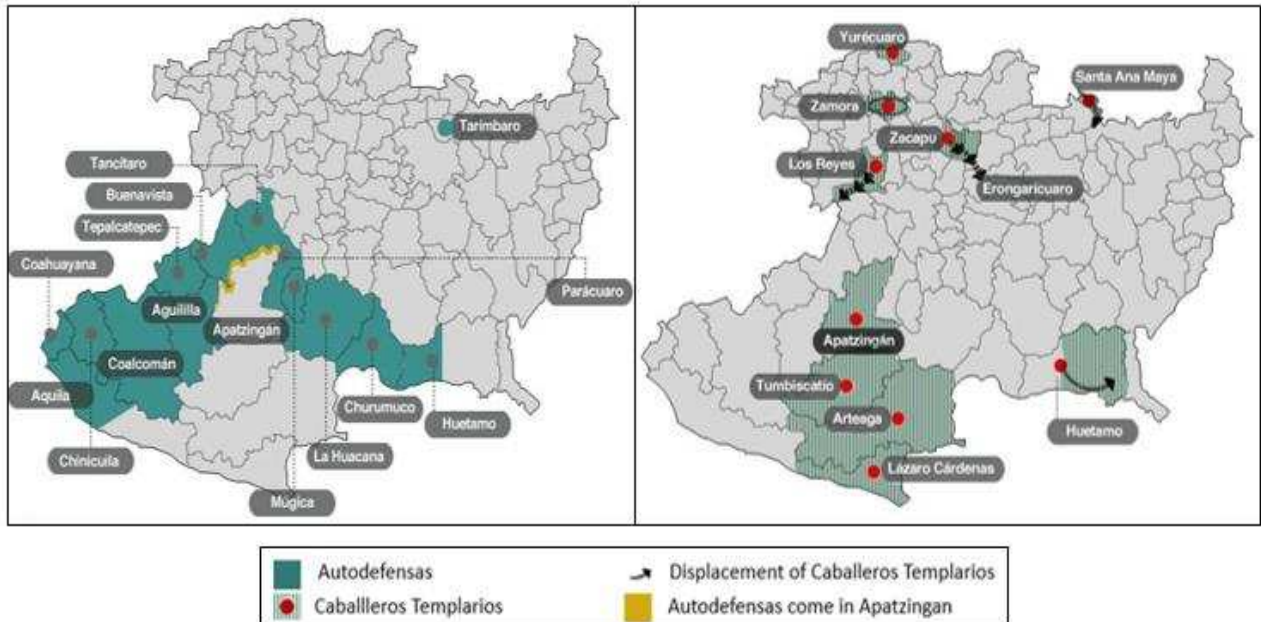 Tarimbaro
Tancítaro
Buenavista
Tepalcatepec
Coahuayana
Parácuaro
Aguililla
Apatzingán
Coalcomán
Aquila
Churumuco
Huetamo
Chinicuila
La Huacana
Múgica
Yurécuaro
Santa Ana Maya
Zamora
Zacapu
Los Reyes
Erongaricuaro
Apatzingán
Tumbiscatío
Arteaga
Huetamo
Lázaro Cárdenas
Autodefensas
Displacement of Caballeros Templarios
Caballleros Templarios
Autodefensas come in Apatzingan